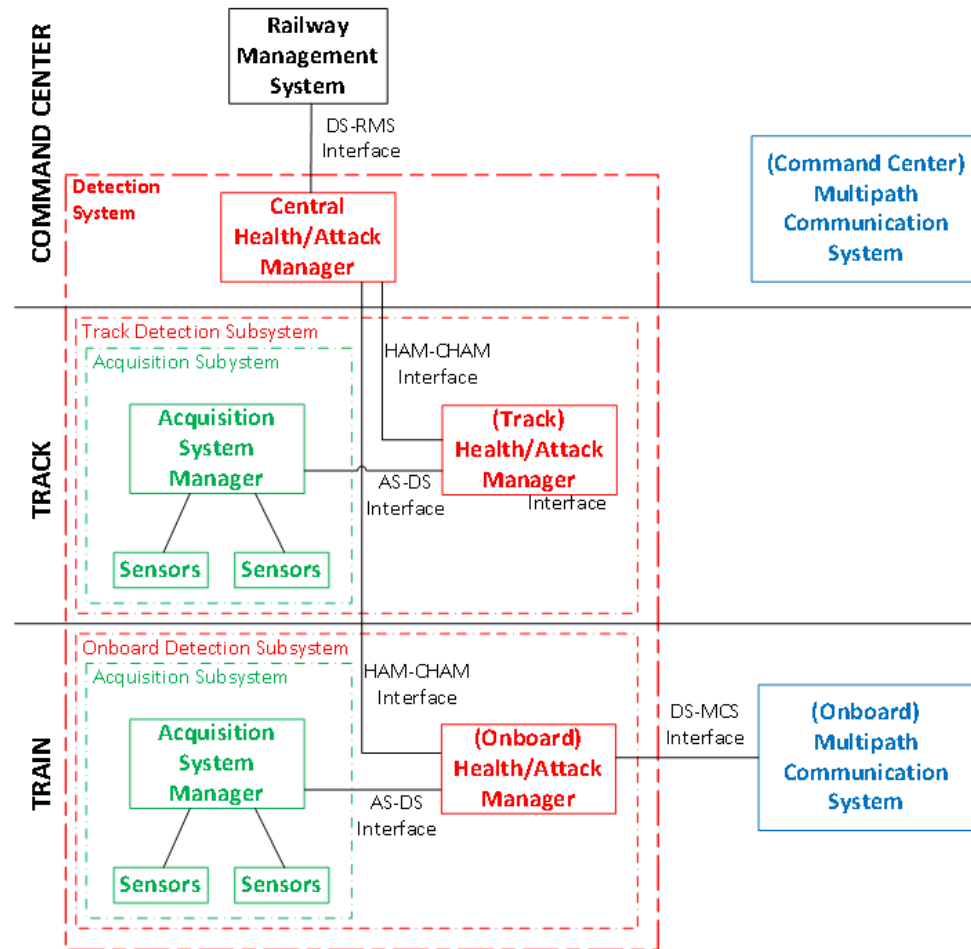 COMMAND CENTER
Railway
Management
System
DS-RMS
Interface
(Command Center)
Multipath
Communication
System
Detection
System
Central
Health/Attack
Manager
TRACK
Track Detection Subsystem
Acquisition Subystem
HAM-CHAM
Interface
Acquisition
System
Manager
(Track)
Health/Attack
Manager
AS-DS
Interface
Interface
Sensors
Sensors
TRAIN
Onboard Detection Subsystem
Acquisition Subsystem
HAM-CHAM
Interface
Acquisition
System
Manager
(Onboard)
Health/Attack
Manager
DS-MCS
Interface
(Onboard)
Multipath
Communication
System
AS-DS
Interface
Sensors
Sensors